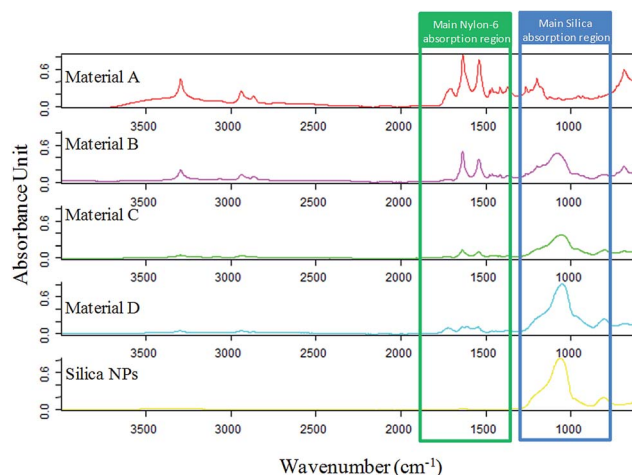 Main Nylon-6
absorption region
Main Silica
absorption region
Absorbance Unit
Material A
0.6
0.0
3500 3000 2500 2000 1500 1000
Material B
0.6
0.0
3500 3000 2500 2000 1500 1000
Material C
0.6
0.0
3500 3000 2500 2000 1500 1000
Material D
0.6
0.0
3500 3000 2500 2000 1500 1000
Silica NPs
0.6
0.0
3500 3000 2500 2000 1500 1000
Wavenumber (cm⁻¹)